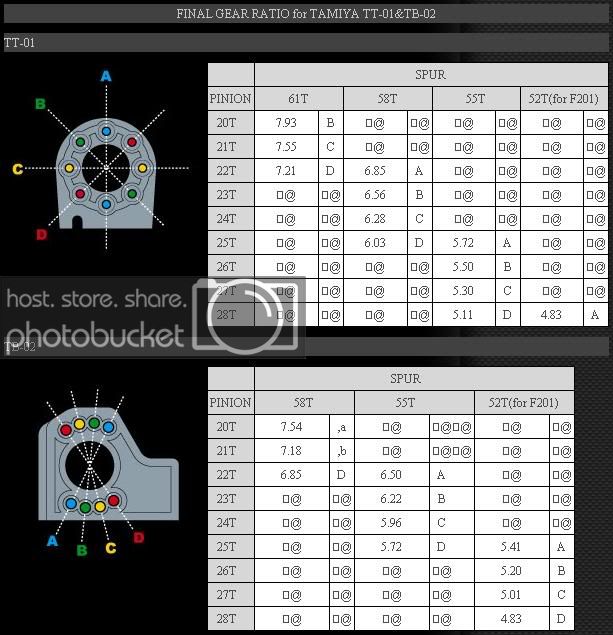 FINAL GEAR RATIO for TAMIYA TT-01&TB-02
TT-01
A
B
C
D
SPUR
PINION 61T 58T 55T 52T(for F201)
20T 7.93 B □@ □@ □@ □@ □@ □@
21T 7.55 C □@ □@ □@ □@ □@ □@
22T 7.21 D 6.85 A □@ □@ □@ □@
23T □@ □@ 6.56 B □@ □@ □@ □@
24T □@ □@ 6.28 C □@ □@ □@ □@
25T □@ □@ 6.03 D 5.72 A □@ □@
26T □@ □@ □@ □@ 5.50 B □@ □@
27T □@ □@ □@ □@ 5.30 C □@ □@
28T □@ □@ □@ □@ 5.11 D 4.83 A
host. store. share.
photobucket
TB-02
A
B
C
D
SPUR
PINION 58T 55T 52T(for F201)
20T 7.54 ,a □@ □@□@ □@ □@
21T 7.18 ,b □@ □@□@ □@ □@
22T 6.85 D 6.50 A □@ □@
23T □@ □@ 6.22 B □@ □@
24T □@ □@ 5.96 C □@ □@
25T □@ □@ 5.72 D 5.41 A
26T □@ □@ □@ □@ 5.20 B
27T □@ □@ □@ □@ 5.01 C
28T □@ □@ □@ □@ 4.83 D